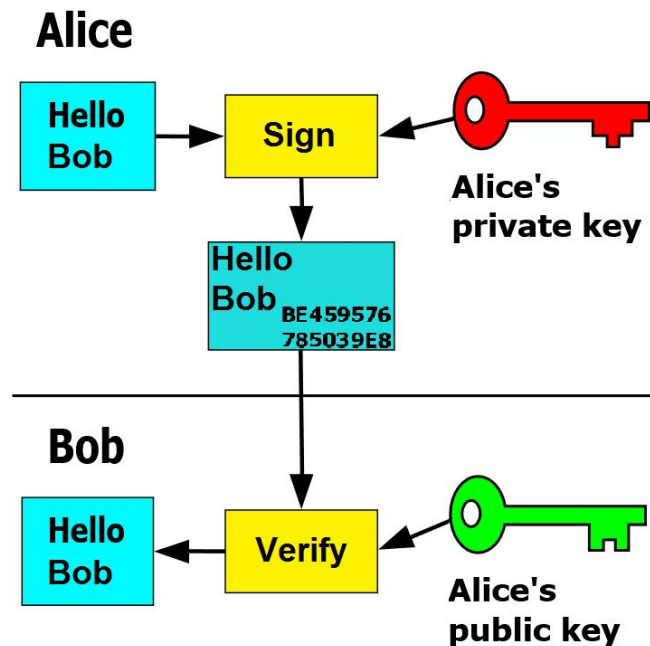 Alice
Hello
Bob
Sign
Alice's
private key
Hello
Bob
BE459576
785039E8
Bob
Hello
Bob
Verify
Alice's
public key